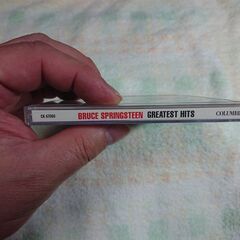 CK 67060 BRUCE SPRINGSTEEN GREATEST HITS COLUMBIA